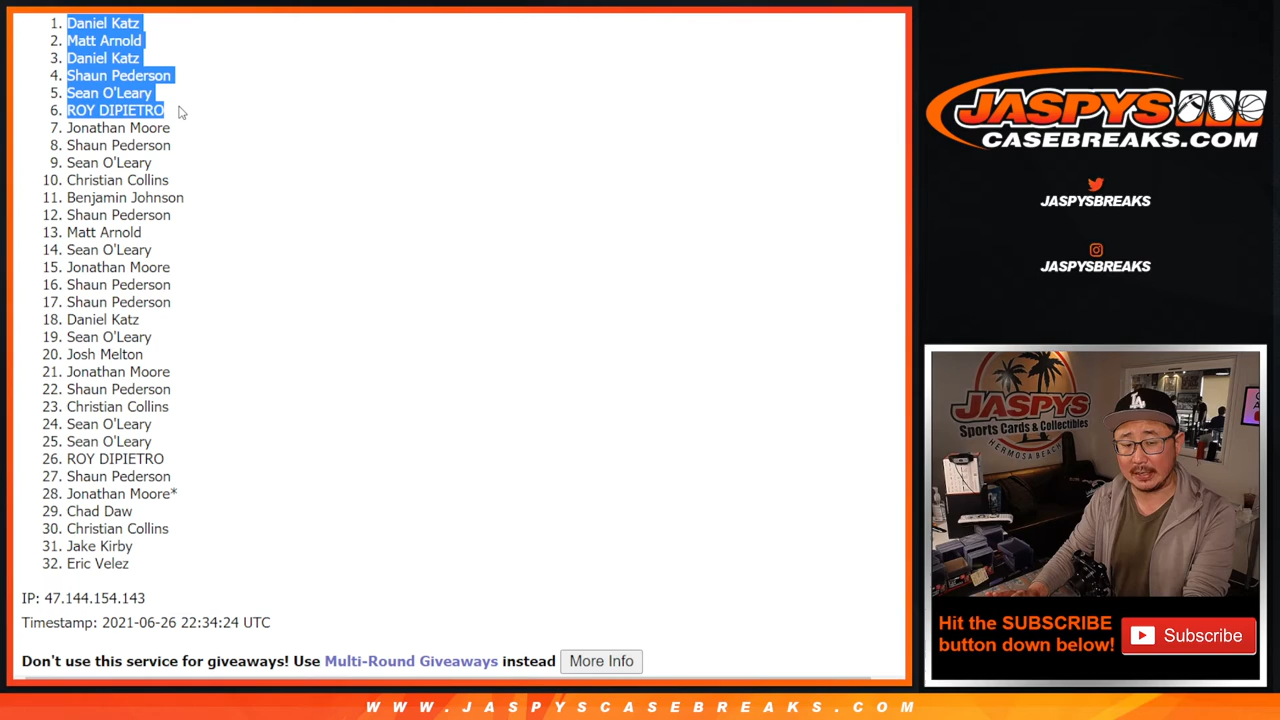 1. Daniel Katz
2. Matt Arnold
3. Daniel Katz
4. Shaun Pederson
5. Sean O'Leary
6. ROY DIPIETRO
7. Jonathan Moore
8. Shaun Pederson
9. Sean O'Leary
10. Christian Collins
11. Benjamin Johnson
12. Shaun Pederson
13. Matt Arnold
14. Sean O'Leary
15. Jonathan Moore
16. Shaun Pederson
17. Shaun Pederson
18. Daniel Katz
19. Sean O'Leary
20. Josh Melton
21. Jonathan Moore
22. Shaun Pederson
23. Christian Collins
24. Sean O'Leary
25. Sean O'Leary
26. ROY DIPIETRO
27. Shaun Pederson
28. Jonathan Moore*
29. Chad Daw
30. Christian Collins
31. Jake Kirby
32. Eric Velez
IP: 47.144.154.143
Timestamp: 2021-06-26 22:34:24 UTC
Don't use this service for giveaways! Use Multi-Round Giveaways instead More Info
JASPYS
CASEBREAKS.COM
JASPYSBREAKS
JASPYSBREAKS
JASPYS
Sports Cards & Collectibles
HERMOSA BEACH
LA
Hit the SUBSCRIBE
button down below!
Subscribe
WWW.JASPYSCASEBREAKS.COM